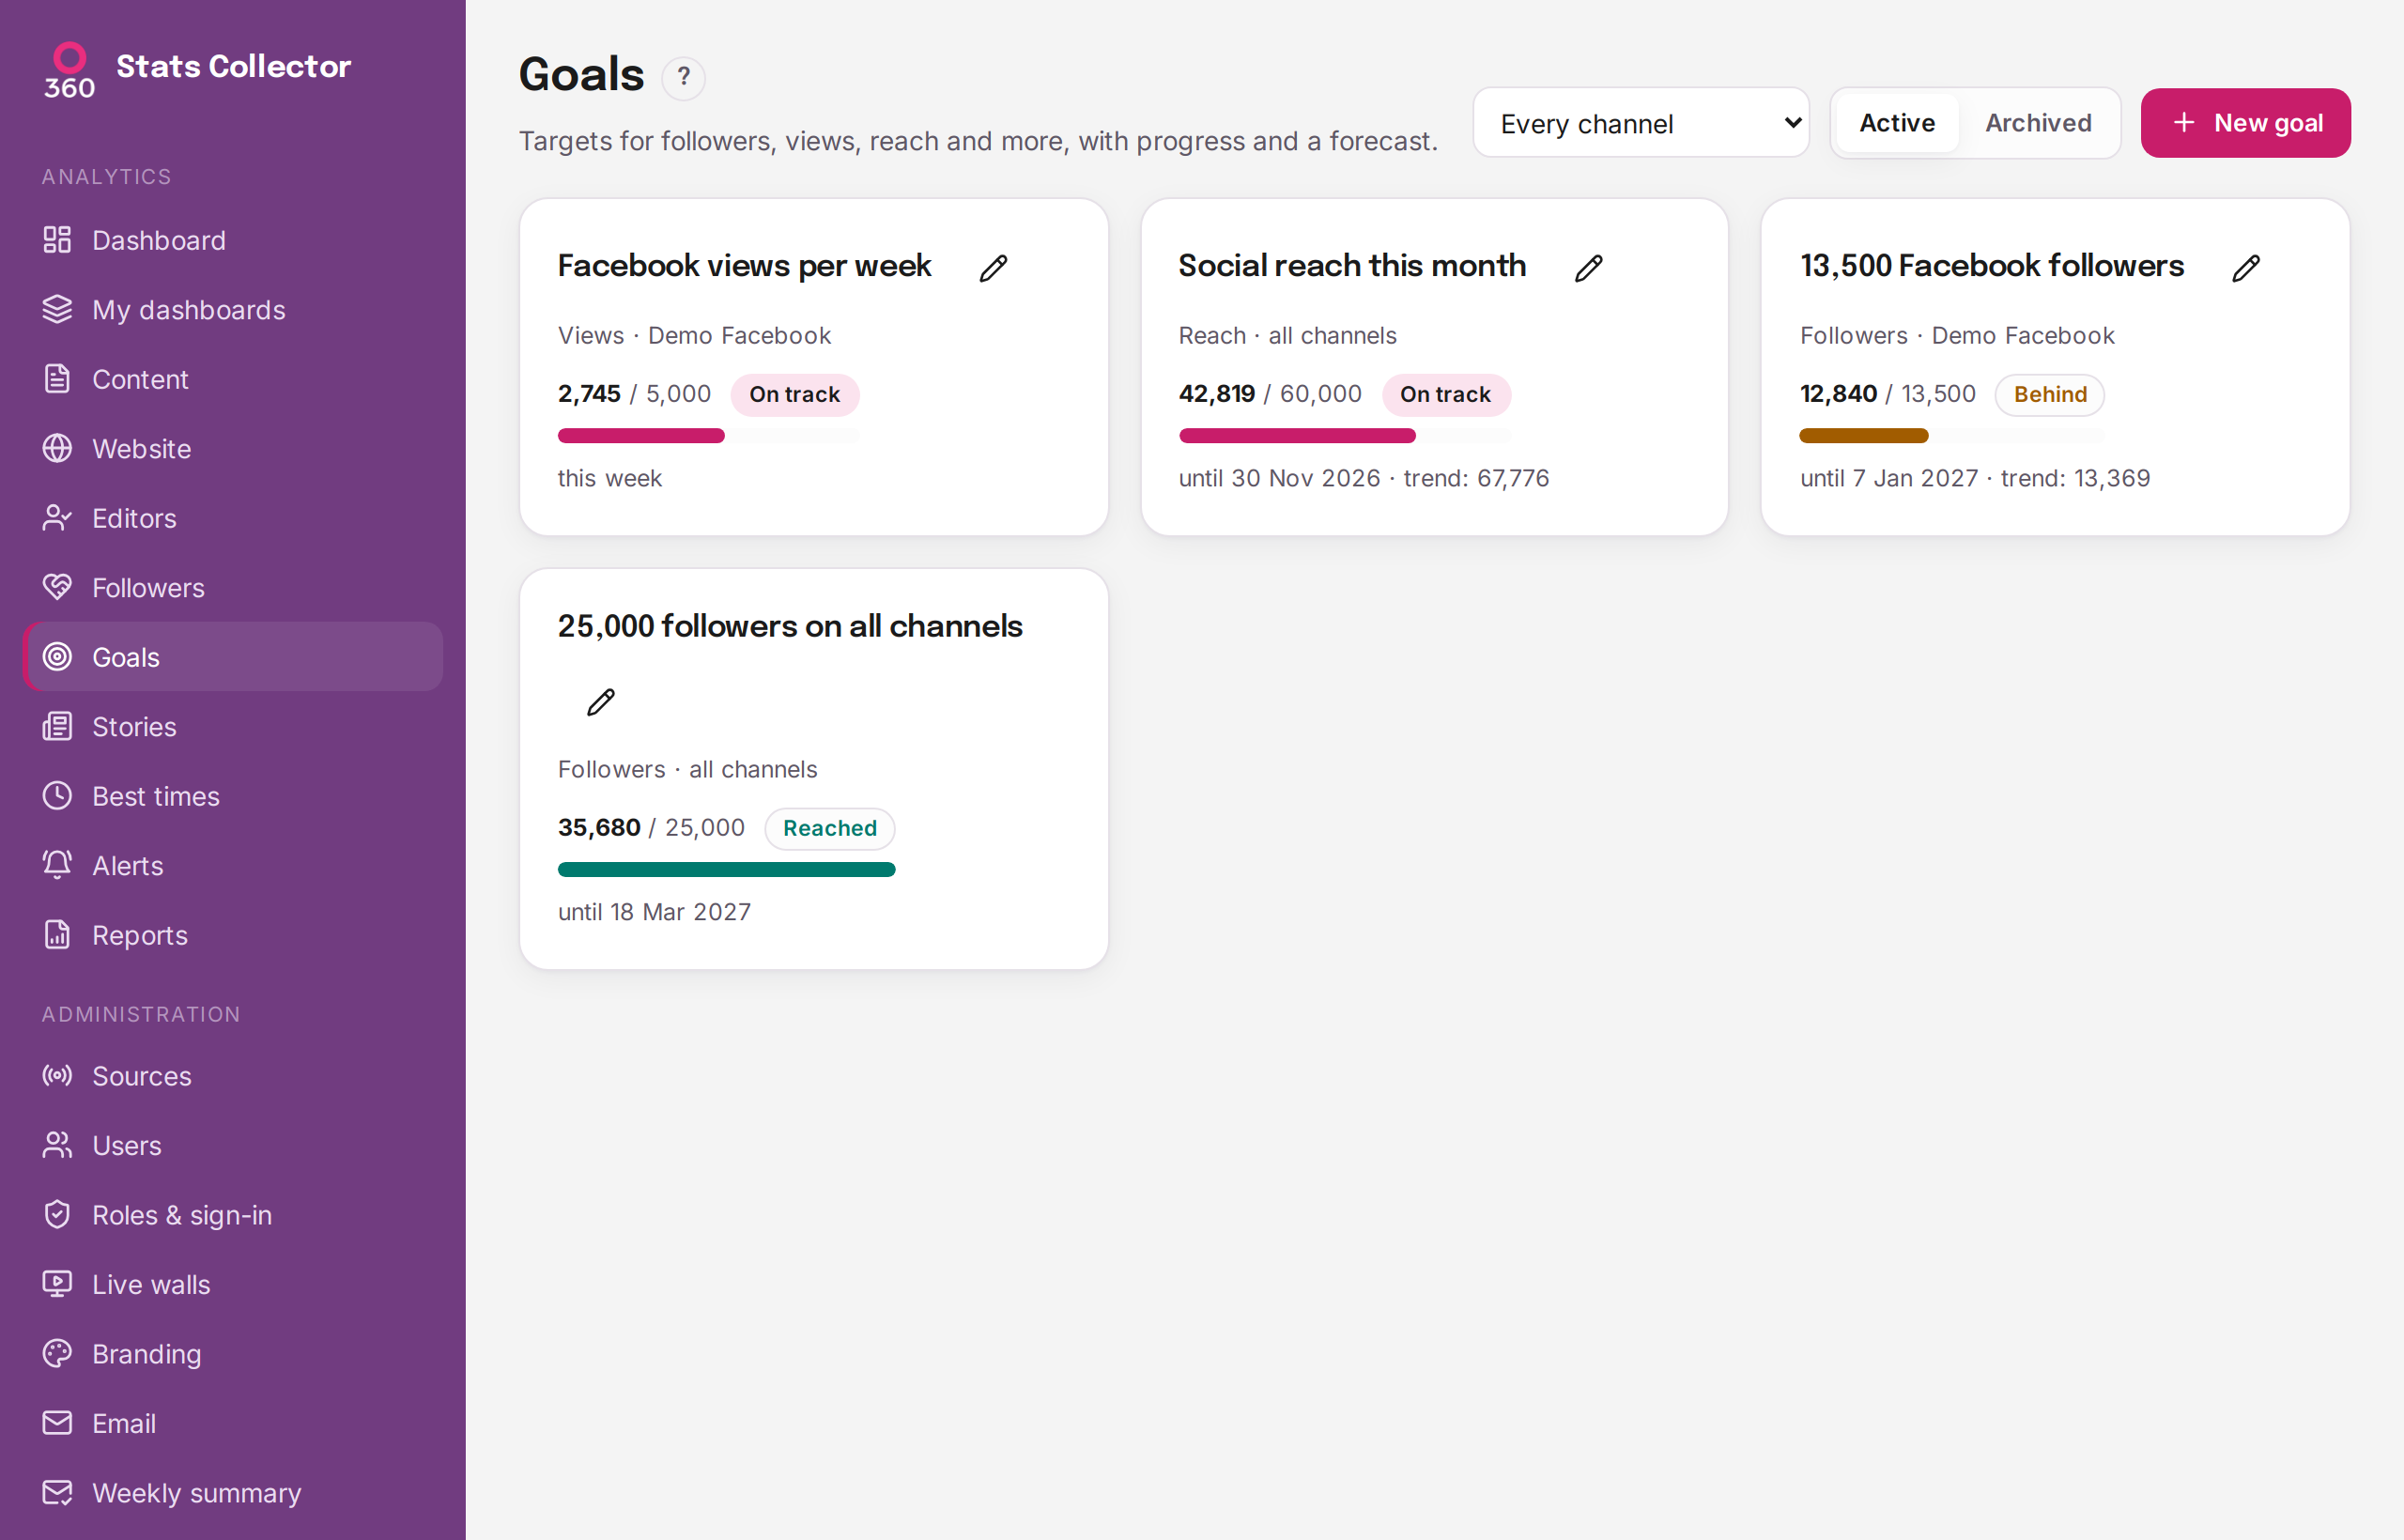 360
Stats Collector
ANALYTICS
Dashboard
My dashboards
Content
Website
Editors
Followers
Goals
Stories
Best times
Alerts
Reports
ADMINISTRATION
Sources
Users
Roles & sign-in
Live walls
Branding
Email
Weekly summary
Goals ?
Targets for followers, views, reach and more, with progress and a forecast.
Every channel
Active Archived
+ New goal
Facebook views per week
Views · Demo Facebook
2,745 / 5,000 On track
this week
Social reach this month
Reach · all channels
42,819 / 60,000 On track
until 30 Nov 2026 · trend: 67,776
13,500 Facebook followers
Followers · Demo Facebook
12,840 / 13,500 Behind
until 7 Jan 2027 · trend: 13,369
25,000 followers on all channels
Followers · all channels
35,680 / 25,000 Reached
until 18 Mar 2027